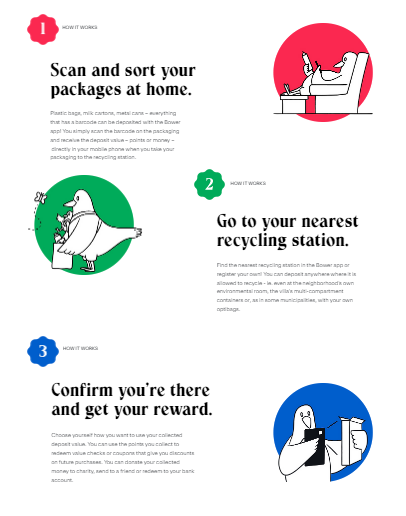 1 HOW IT WORKS
Scan and sort your
packages at home.
Plastic bags, milk cartons, metal cans – everything
that has a barcode can be deposited with the Bower
app! You simply scan the barcode on the packaging
and receive the deposit value – points or money –
directly in your mobile phone when you take your
packaging to the recycling station.
2 HOW IT WORKS
Go to your nearest
recycling station.
Find the nearest recycling station in the Bower app or
register your own! You can deposit anywhere where it is
allowed to recycle - ie. even at the neighborhood's own
environmental room, the villa's multi-compartment
containers or, as in some municipalities, with your own
optibags.
3 HOW IT WORKS
Confirm you're there
and get your reward.
Choose yourself how you want to use your collected
deposit value. You can use the points you collect to
redeem value checks or coupons that give you discounts
on future purchases. You can donate your collected
money to charity, send to a friend or redeem to your bank
account.